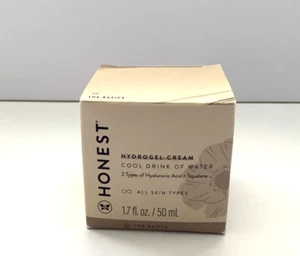 THE BASICS
HONEST®
HYDROGEL CREAM
COOL DRINK OF WATER
2 Types of Hyaluronic Acid + Squalane
ALL SKIN TYPES
1.7 fl. oz. / 50 mL
THE BASICS